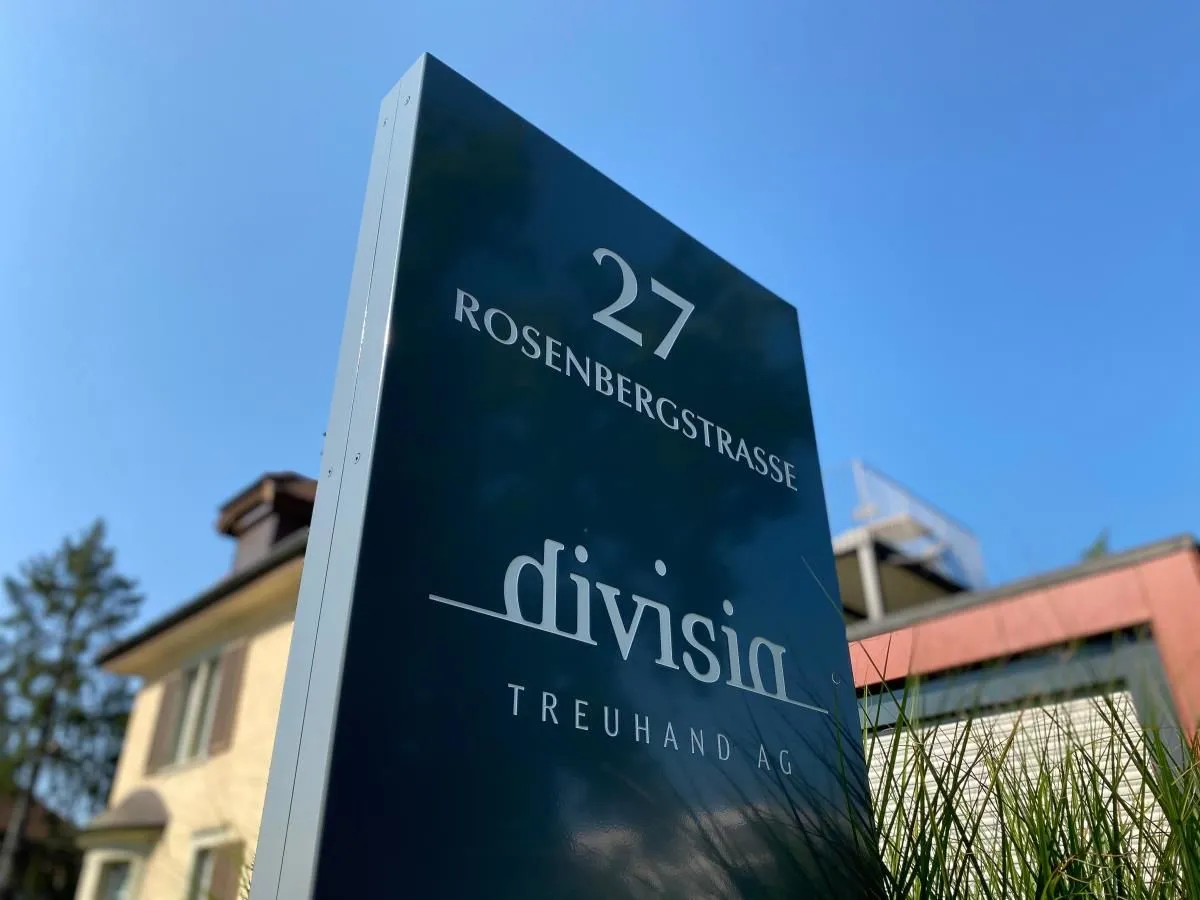 27
ROSENBERGSTRASSE
divisia
TREUHAND AG